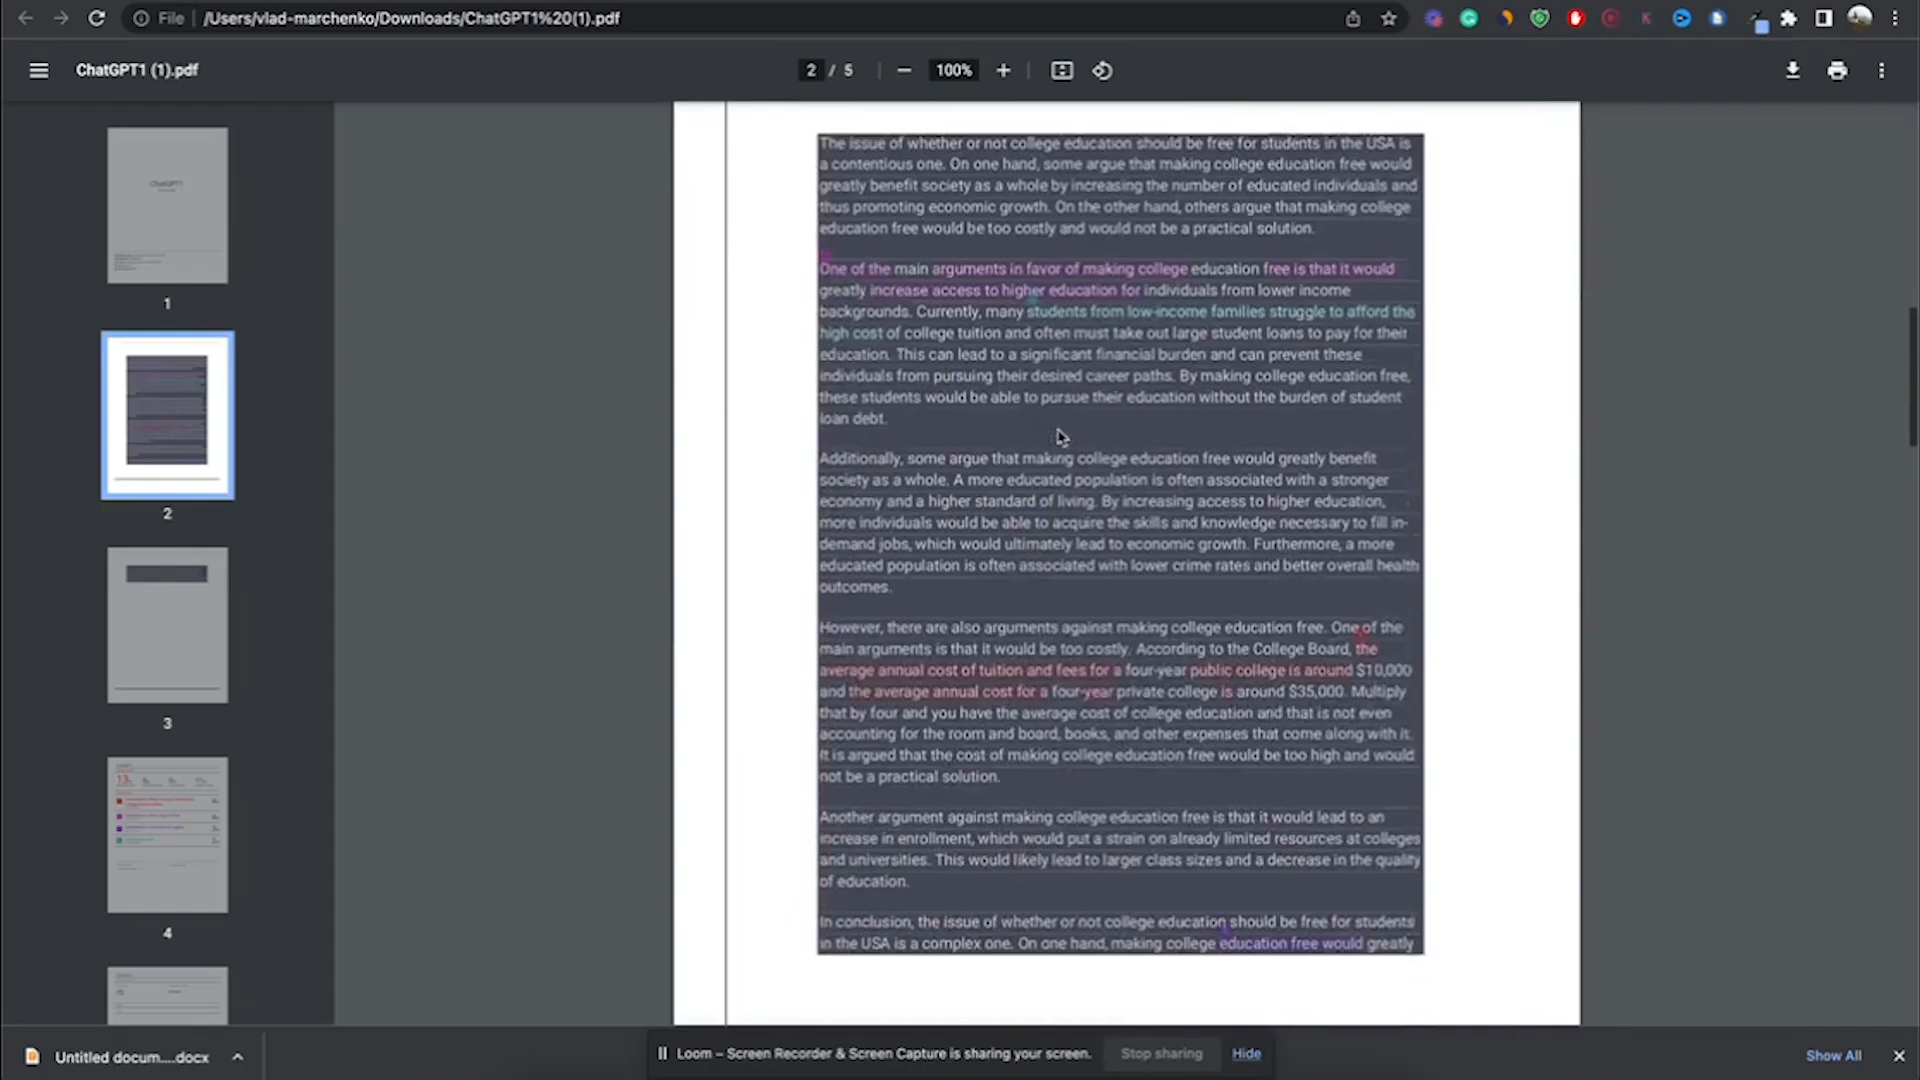 File
/Users/vlad-marchenko/Downloads/ChatGPT1%20(1).pdf
ChatGPT1 (1).pdf
2 / 5
100%
The issue of whether or not college education should be free for students in the USA is
a contentious one. On one hand, some argue that making college education free would
greatly benefit society as a whole by increasing the number of educated individuals and
thus promoting economic growth. On the other hand, others argue that making college
education free would be too costly and would not be a practical solution.
One of the main arguments in favor of making college education free is that it would
greatly increase access to higher education for individuals from lower income
backgrounds. Currently, many students from low-income families struggle to afford the
high cost of college tuition and often must take out large student loans to pay for their
education. This can lead to a significant financial burden and can prevent these
individuals from pursuing their desired career paths. By making college education free,
these students would be able to pursue their education without the burden of student
loan debt.
Additionally, some argue that making college education free would greatly benefit
society as a whole. A more educated population is often associated with a stronger
economy and a higher standard of living. By increasing access to higher education,
more individuals would be able to acquire the skills and knowledge necessary to fill in-
demand jobs, which would ultimately lead to economic growth. Furthermore, a more
educated population is often associated with lower crime rates and better overall health
outcomes.
However, there are also arguments against making college education free. One of the
main arguments is that it would be too costly. According to the College Board, the
average annual cost of tuition and fees for a four-year public college is around $10,000
and the average annual cost for a four-year private college is around $35,000. Multiply
that by four and you have the average cost of college education and that is not even
accounting for the room and board, books, and other expenses that come along with it.
It is argued that the cost of making college education free would be too high and would
not be a practical solution.
Another argument against making college education free is that it would lead to an
increase in enrollment, which would put a strain on already limited resources at colleges
and universities. This would likely lead to larger class sizes and a decrease in the quality
of education.
In conclusion, the issue of whether or not college education should be free for students
in the USA is a complex one. On one hand, making college education free would greatly
ChatGPT1
1
2
3
13
4
Untitled docum....docx
Loom – Screen Recorder & Screen Capture is sharing your screen.
Stop sharing
Hide
Show All